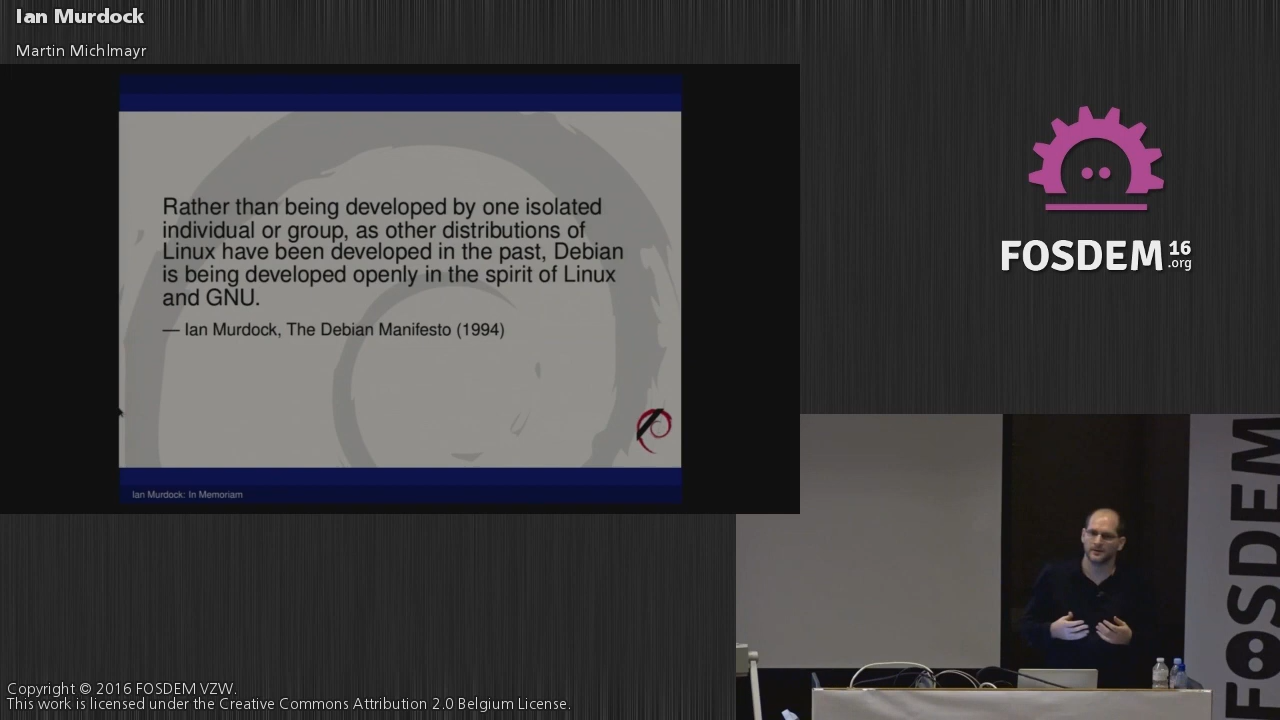 Ian Murdock
Martin Michlmayr
Rather than being developed by one isolated
individual or group, as other distributions of
Linux have been developed in the past, Debian
is being developed openly in the spirit of Linux
and GNU.
— Ian Murdock, The Debian Manifesto (1994)
Ian Murdock: In Memoriam
FOSDEM 16
.org
FOSDEM
Copyright © 2016 FOSDEM VZW.
This work is licensed under the Creative Commons Attribution 2.0 Belgium License.